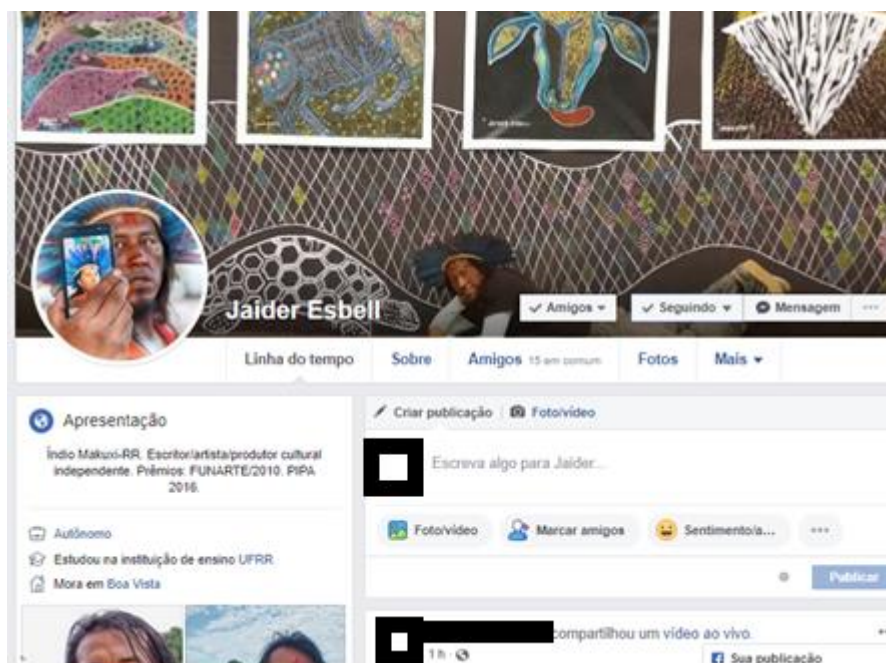 Jaider Esbell
Amigos
Seguindo
Mensagem
Linha do tempo
Sobre
Amigos 15 em comum
Fotos
Mais
Apresentação
Índio Makuxi-RR. Escritor/artista/produtor cultural
independente. Prêmios: FUNARTE/2010. PIPA
2016.
Autônomo
Estudou na instituição de ensino UFRR
Mora em Boa Vista
Criar publicação
Foto/vídeo
Escreva algo para Jaider...
Foto/vídeo
Marcar amigos
Sentimento/a...
Publicar
compartilhou um vídeo ao vivo.
1 h
Sua publicação